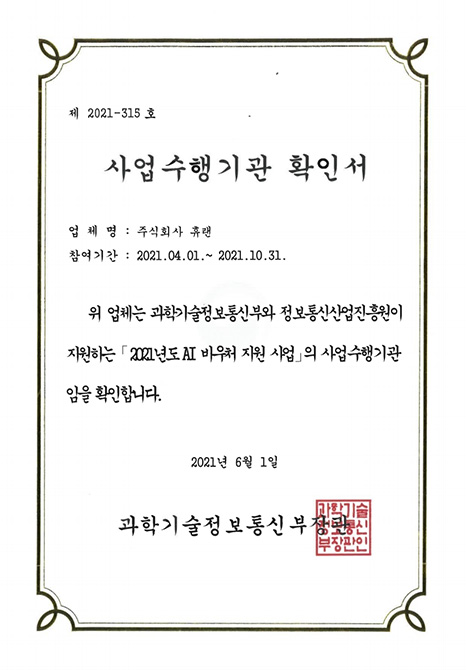 제 2021-315 호
사업수행기관 확인서
업 체 명 : 주식회사 휴랜
참여기간 : 2021.04.01.~ 2021.10.31.
위 업체는 과학기술정보통신부와 정보통신산업진흥원이
지원하는 「2021년도 AI 바우처 지원 사업」의 사업수행기관
임을 확인합니다.
2021년 6월 1일
과학기술정보통신부장관
과학기술
정보통신
부장관인